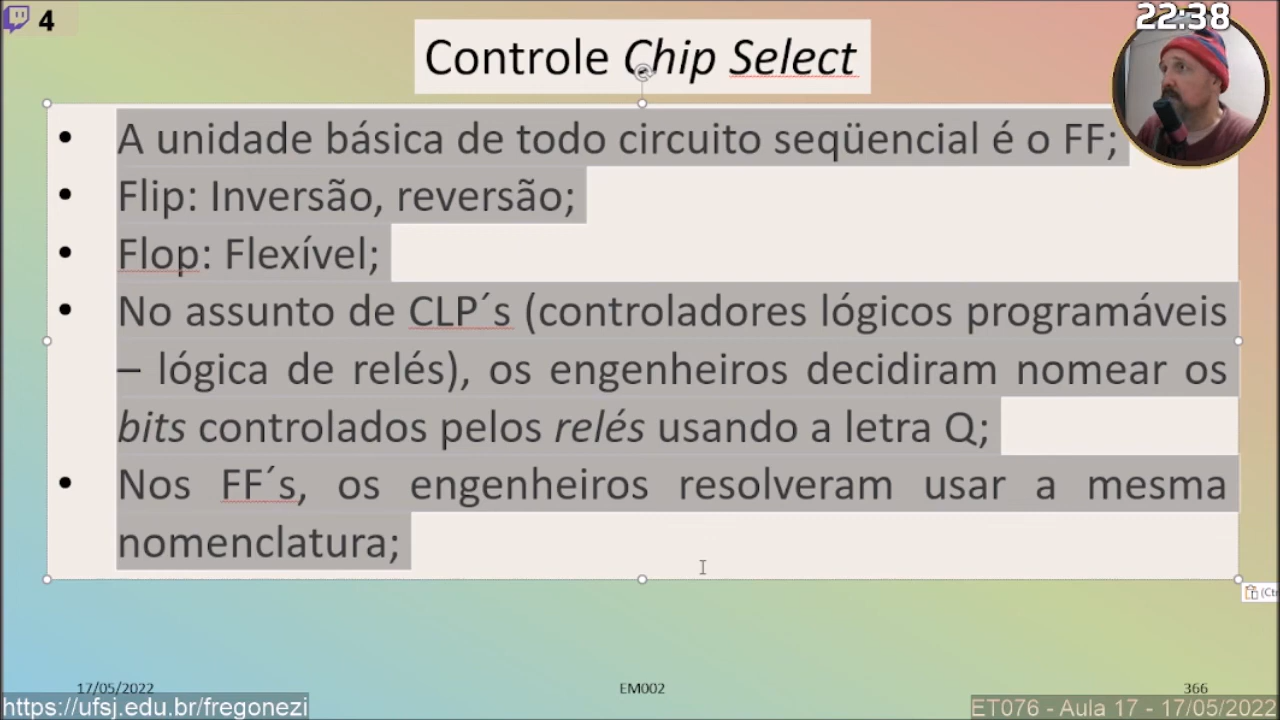 4
22:38
Controle Chip Select
• A unidade básica de todo circuito seqüencial é o FF;
• Flip: Inversão, reversão;
• Flop: Flexível;
• No assunto de CLP´s (controladores lógicos programáveis
– lógica de relés), os engenheiros decidiram nomear os
bits controlados pelos relés usando a letra Q;
• Nos FF´s, os engenheiros resolveram usar a mesma
nomenclatura;
(Ct
17/05/2022
EM002
366
https://ufsj.edu.br/fregonezi
ET076 - Aula 17 - 17/05/2022